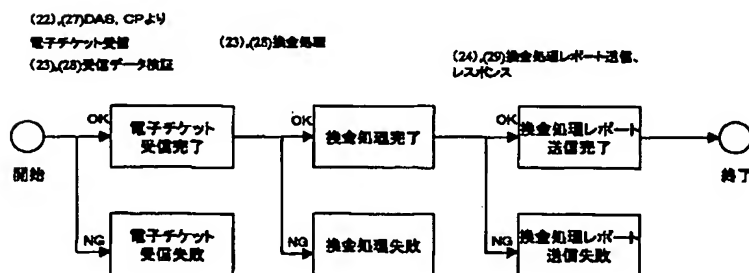 (22),(27)DAS, CPより
電子チケット受信
(23),(28)受信データ検証
(23),(28)換金処理
(24),(29)換金処理レポート送信、
レスポンス
OK
電子チケット
受信完了
OK
換金処理完了
OK
換金処理レポート
送信完了
開始
終了
NG
電子チケット
受信失敗
NG
換金処理失敗
NG
換金処理レポート
送信失敗